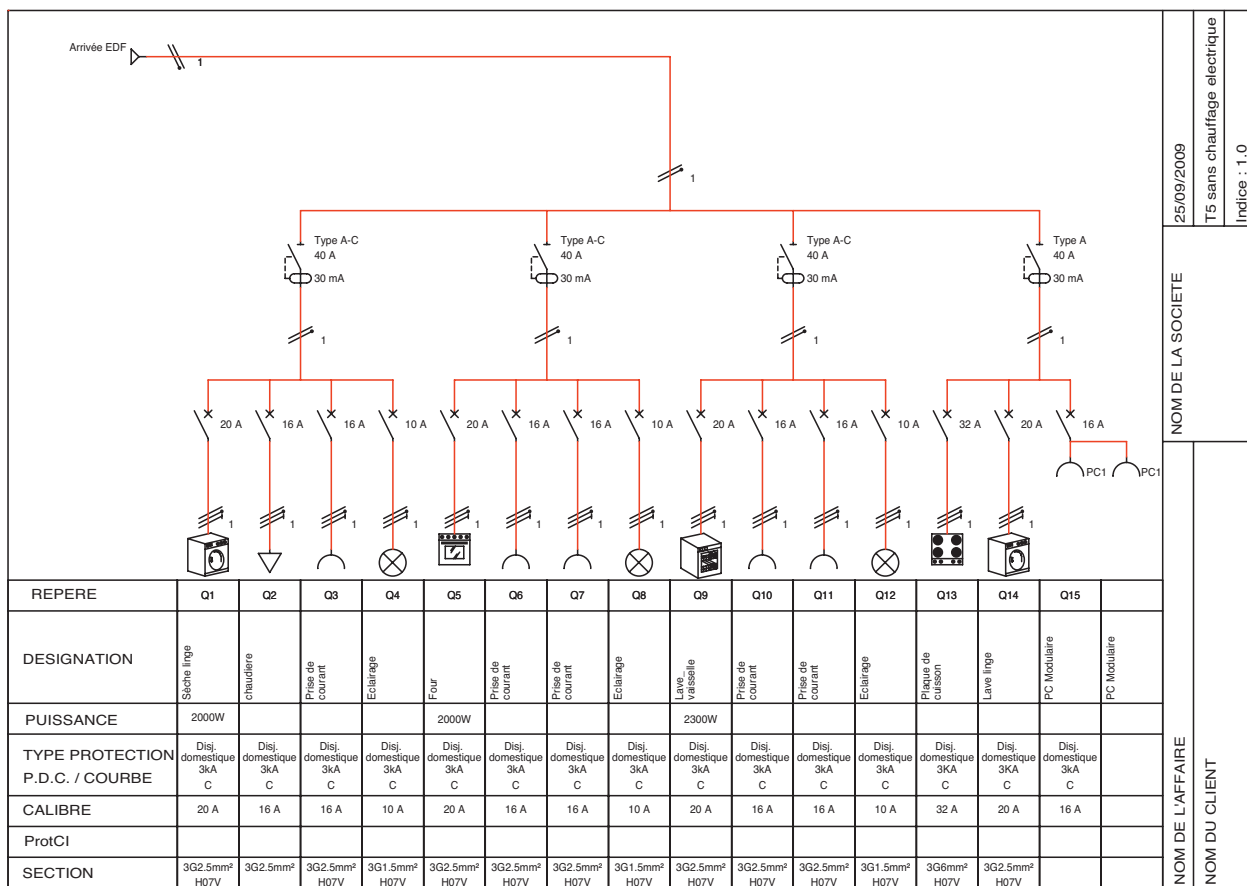 Arrivée EDF
1
1
Type A-C
40 A
30 mA
Type A-C
40 A
30 mA
Type A-C
40 A
30 mA
Type A
40 A
30 mA
1
1
1
1
20 A
16 A
16 A
10 A
20 A
16 A
16 A
10 A
20 A
16 A
16 A
10 A
32 A
20 A
16 A
PC1
PC1
1
1
1
1
1
1
1
1
1
1
1
1
1
1
REPERE Q1 Q2 Q3 Q4 Q5 Q6 Q7 Q8 Q9 Q10 Q11 Q12 Q13 Q14 Q15
DESIGNATION
Sèche linge
chaudiere
Prise de
courant
Eclairage
Four
Prise de
courant
Prise de
courant
Eclairage
Lave_
vaisselle
Prise de
courant
Prise de
courant
Eclairage
Plaque de
cuisson
Lave linge
PC Modulaire
PC Modulaire
PUISSANCE 2000W 2000W 2300W
TYPE PROTECTION
P.D.C. / COURBE
Disj. Disj. Disj. Disj. Disj. Disj. Disj. Disj. Disj. Disj. Disj. Disj. Disj. Disj. Disj.
domestique domestique domestique domestique domestique domestique domestique domestique domestique domestique domestique domestique domestique domestique domestique
3kA 3kA 3kA 3kA 3kA 3kA 3kA 3kA 3kA 3kA 3kA 3kA 3KA 3KA 3kA
C C C C C C C C C C C C C C C
CALIBRE 20 A 16 A 16 A 10 A 20 A 16 A 16 A 10 A 20 A 16 A 16 A 10 A 32 A 20 A 16 A
ProtCI
SECTION 3G2.5mm² 3G2.5mm² 3G2.5mm² 3G1.5mm² 3G2.5mm² 3G2.5mm² 3G2.5mm² 3G1.5mm² 3G2.5mm² 3G2.5mm² 3G2.5mm² 3G1.5mm² 3G6mm² 3G2.5mm²
H07V H07V H07V H07V H07V H07V H07V H07V H07V H07V H07V H07V H07V
25/09/2009
T5 sans chauffage electrique
Indice : 1.0
NOM DE LA SOCIETE
NOM DE L'AFFAIRE
NOM DU CLIENT